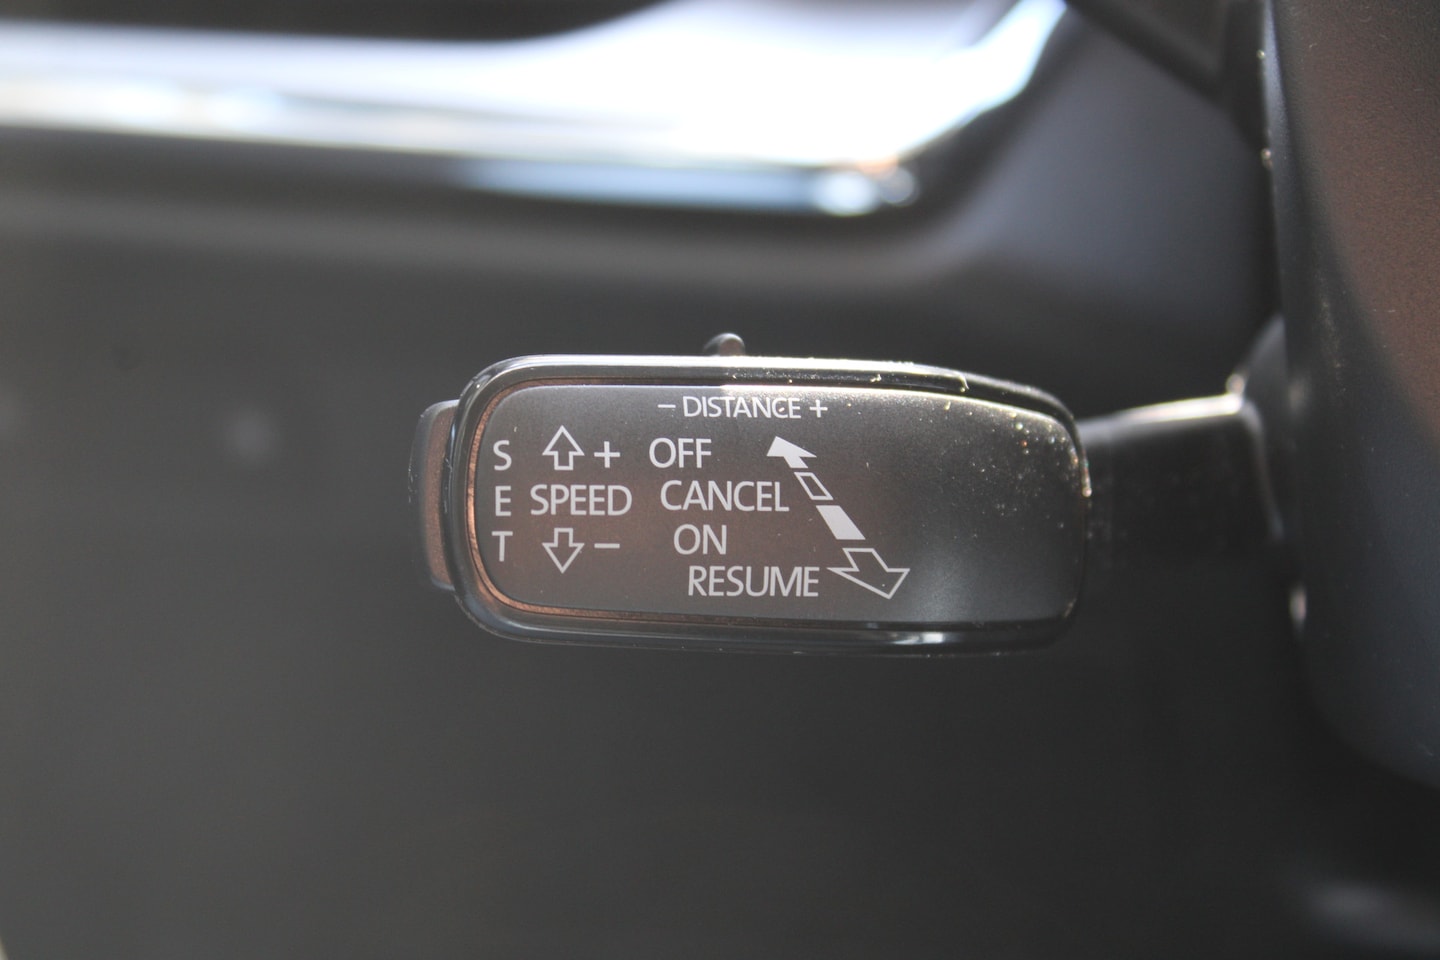 – DISTANCE +
S + OFF
E SPEED CANCEL
T – ON
RESUME